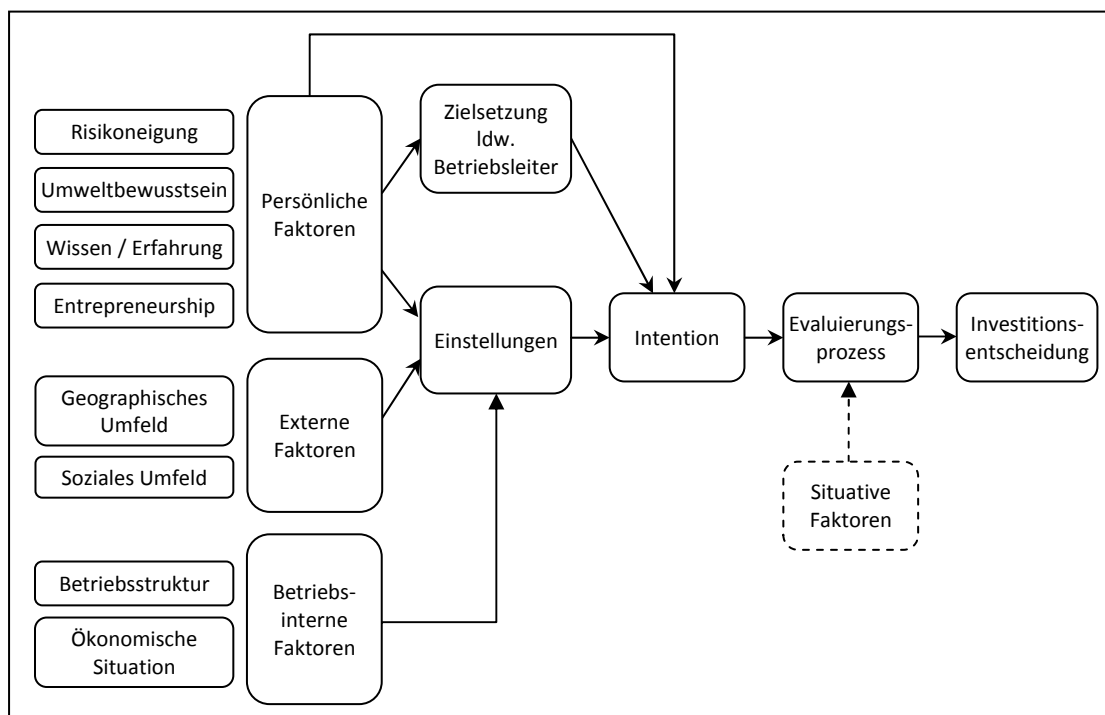 Risikoneigung
Umweltbewusstsein
Wissen / Erfahrung
Entrepreneurship
Persönliche
Faktoren
Zielsetzung
ldw.
Betriebsleiter
Geographisches
Umfeld
Soziales Umfeld
Externe
Faktoren
Einstellungen
Intention
Evaluierungs-
prozess
Investitions-
entscheidung
Situative
Faktoren
Betriebsstruktur
Ökonomische
Situation
Betriebs-
interne
Faktoren